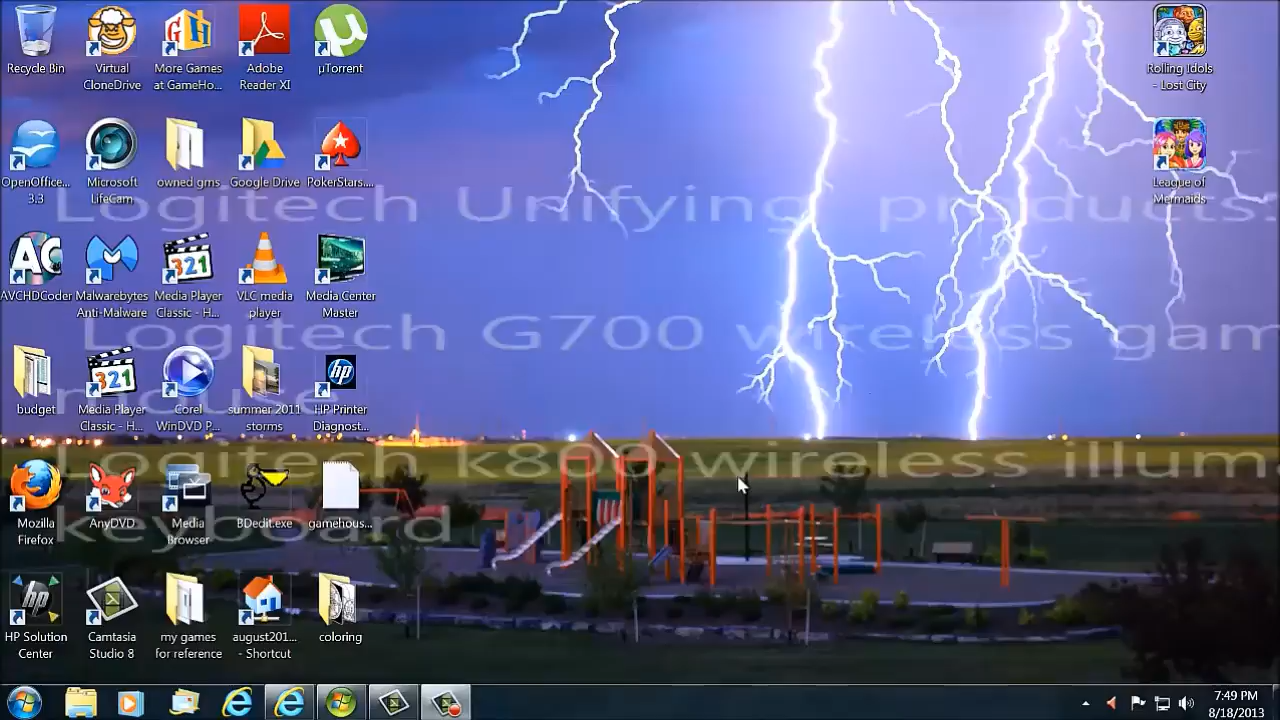 Recycle Bin
Virtual CloneDrive
More Games at GameHo...
Adobe Reader XI
µTorrent
Rolling Idols - Lost City
OpenOffice... 3.3
Microsoft LifeCam
owned gms
Google Drive
PokerStars....
League of Mermaids
Logitech Unifying products:
AVCHDCoder
Malwarebytes Anti-Malware
Media Player Classic - H...
VLC media player
Media Center Master
Logitech G700 wireless gam
mouse
budget
Media Player Classic - H...
Corel WinDVD P...
summer 2011 storms
HP Printer Diagnost...
Logitech k800 wireless illum
keyboard
Mozilla Firefox
AnyDVD
Media Browser
BDedit.exe
gamehous...
HP Solution Center
Camtasia Studio 8
my games for reference
august201... - Shortcut
coloring
7:49 PM
8/18/2013